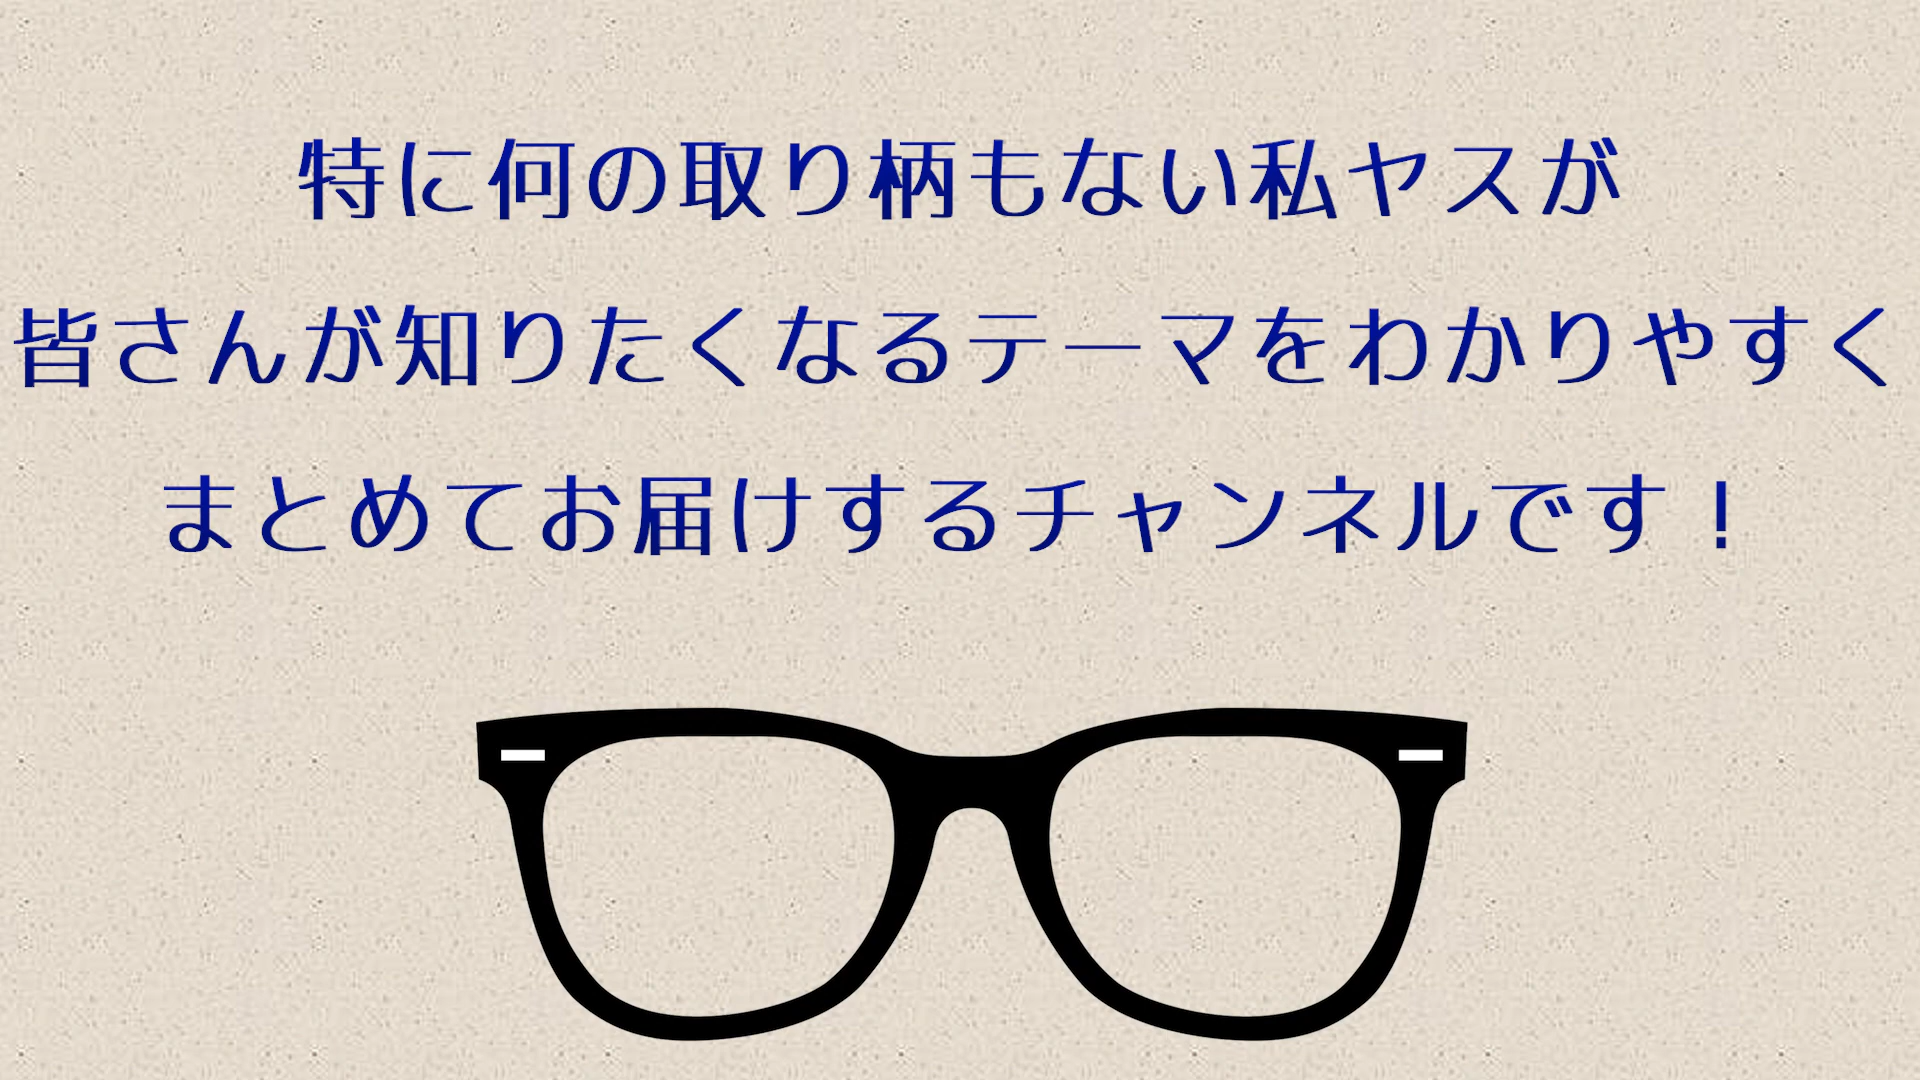 特に何の取り柄もない私ヤスが
皆さんが知りたくなるテーマをわかりやすく
まとめてお届けするチャンネルです！